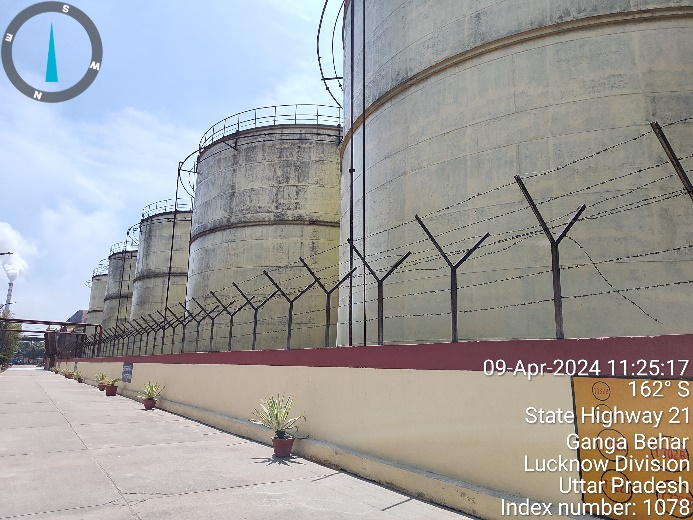 S
E
W
N
09-Apr-2024 11:25:17
162° S
State Highway 21
Ganga Behar
Lucknow Division
Uttar Pradesh
Index number: 1078